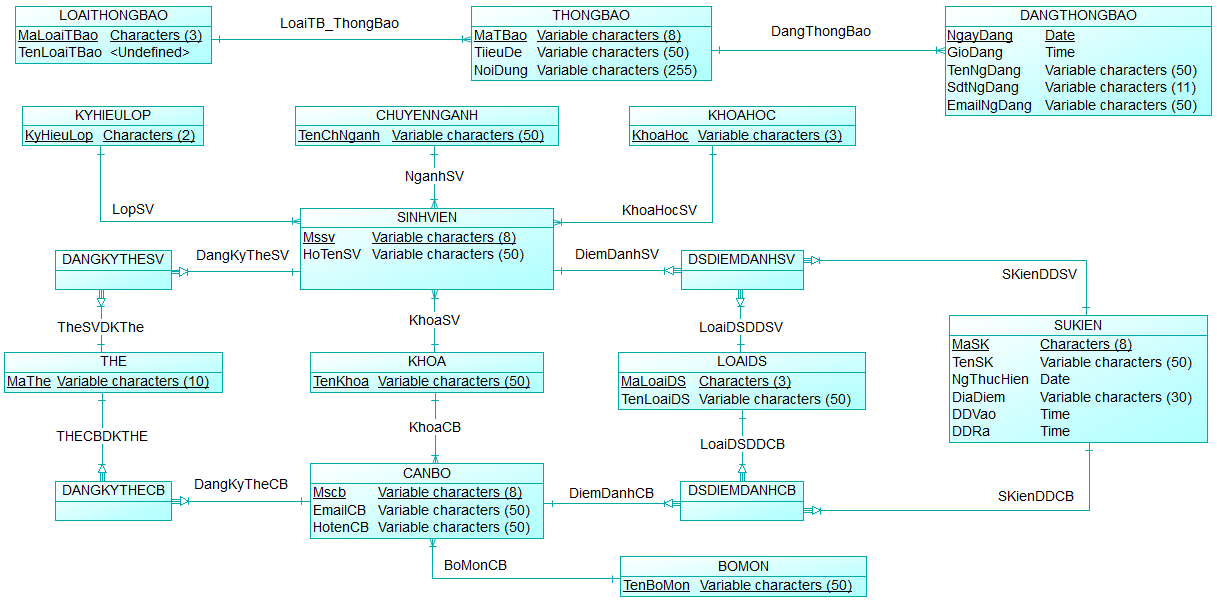 LOAITHONGBAO
MaLoaiTBao Characters (3)
TenLoaiTBao <Undefined>
LoaiTB_ThongBao
THONGBAO
MaTBao Variable characters (8)
TiieuDe Variable characters (50)
NoiDung Variable characters (255)
DangThongBao
DANGTHONGBAO
NgayDang Date
GioDang Time
TenNgDang Variable characters (50)
SdtNgDang Variable characters (11)
EmailNgDang Variable characters (50)
KYHIEULOP
KyHieuLop Characters (2)
CHUYENNGANH
TenChNganh Variable characters (50)
KHOAHOC
KhoaHoc Variable characters (3)
NganhSV
LopSV
KhoaHocSV
SINHVIEN
Mssv Variable characters (8)
HoTenSV Variable characters (50)
DANGKYTHESV
DangKyTheSV
DiemDanhSV
DSDIEMDANHSV
SKienDDSV
TheSVDKThe
KhoaSV
LoaiDSDDSV
SUKIEN
MaSK Characters (8)
TenSK Variable characters (50)
NgThucHien Date
DiaDiem Variable characters (30)
DDVao Time
DDRa Time
THE
MaThe Variable characters (10)
KHOA
TenKhoa Variable characters (50)
LOAIDS
MaLoaiDS Characters (3)
TenLoaiDS Variable characters (50)
THECBDKTHE
KhoaCB
LoaiDSDDCB
DANGKYTHECB
DangKyTheCB
CANBO
Mscb Variable characters (8)
EmailCB Variable characters (50)
HotenCB Variable characters (50)
DiemDanhCB
DSDIEMDANHCB
SKienDDCB
BoMonCB
BOMON
TenBoMon Variable characters (50)